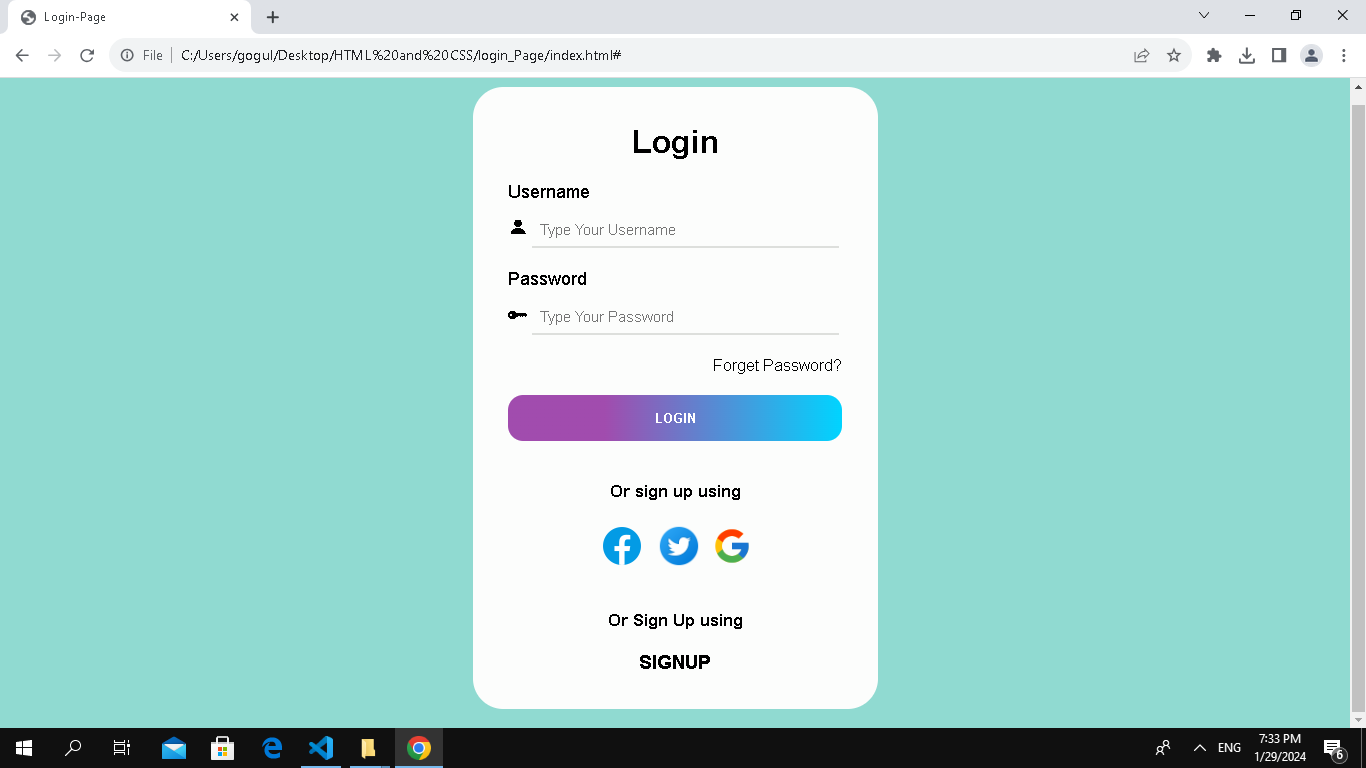 Login-Page
File C:/Users/gogul/Desktop/HTML%20and%20CSS/login_Page/index.html#
Login
Username
Type Your Username
Password
Type Your Password
Forget Password?
LOGIN
Or sign up using
Or Sign Up using
SIGNUP
ENG
7:33 PM
1/29/2024
6